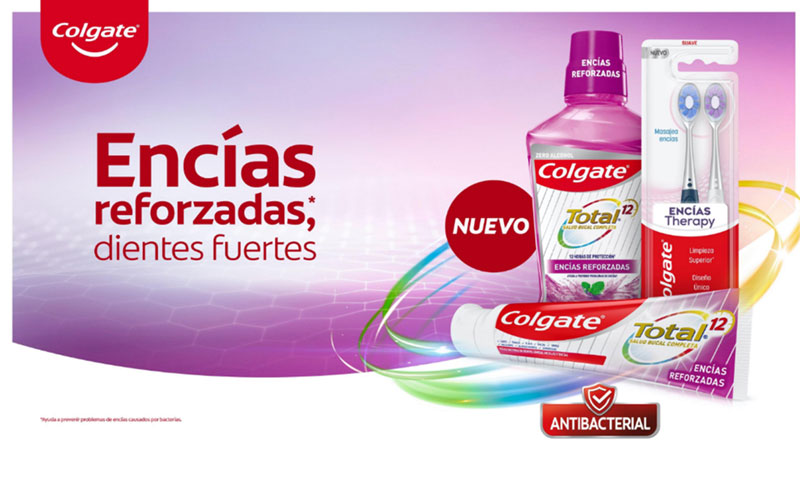 Colgate®
Encías
reforzadas,*
dientes fuertes
NUEVO
ENCÍAS
REFORZADAS
ZERO ALCOHOL
Colgate®
Total 12
SALUD BUCAL COMPLETA
12 HORAS DE PROTECCIÓN*
ENCÍAS REFORZADAS
SUAVE
NUEVO
Masajea
encías
ENCÍAS
Therapy
Colgate®
Limpieza
Superior*
Diseño
Único
Colgate®
Total 12
SALUD BUCAL COMPLETA
ENCÍAS
REFORZADAS
ANTIBACTERIAL
*Ayuda a prevenir problemas de encías causados por bacterias.